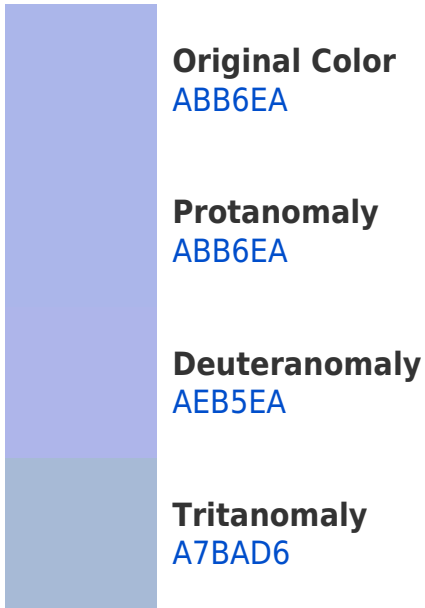 Original Color
ABB6EA
Protanomaly
ABB6EA
Deuteranomaly
AEB5EA
Tritanomaly
A7BAD6